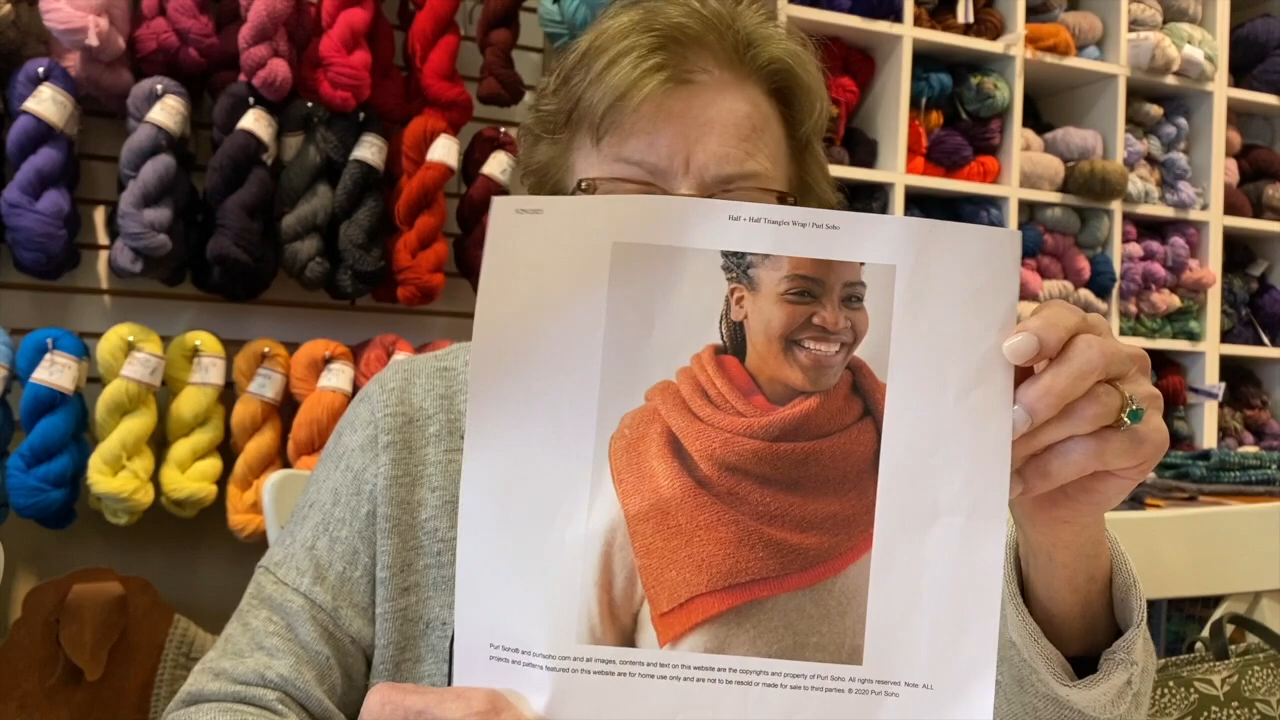 Half + Half Triangles Wrap | Purl Soho
Purl Soho® and purlsoho.com and all images, contents and text on this website are the copyrights and property of Purl Soho. All rights reserved. Note: ALL
projects and patterns featured on this website are for home use only and are not to be resold or made for sale to third parties. © 2020 Purl Soho